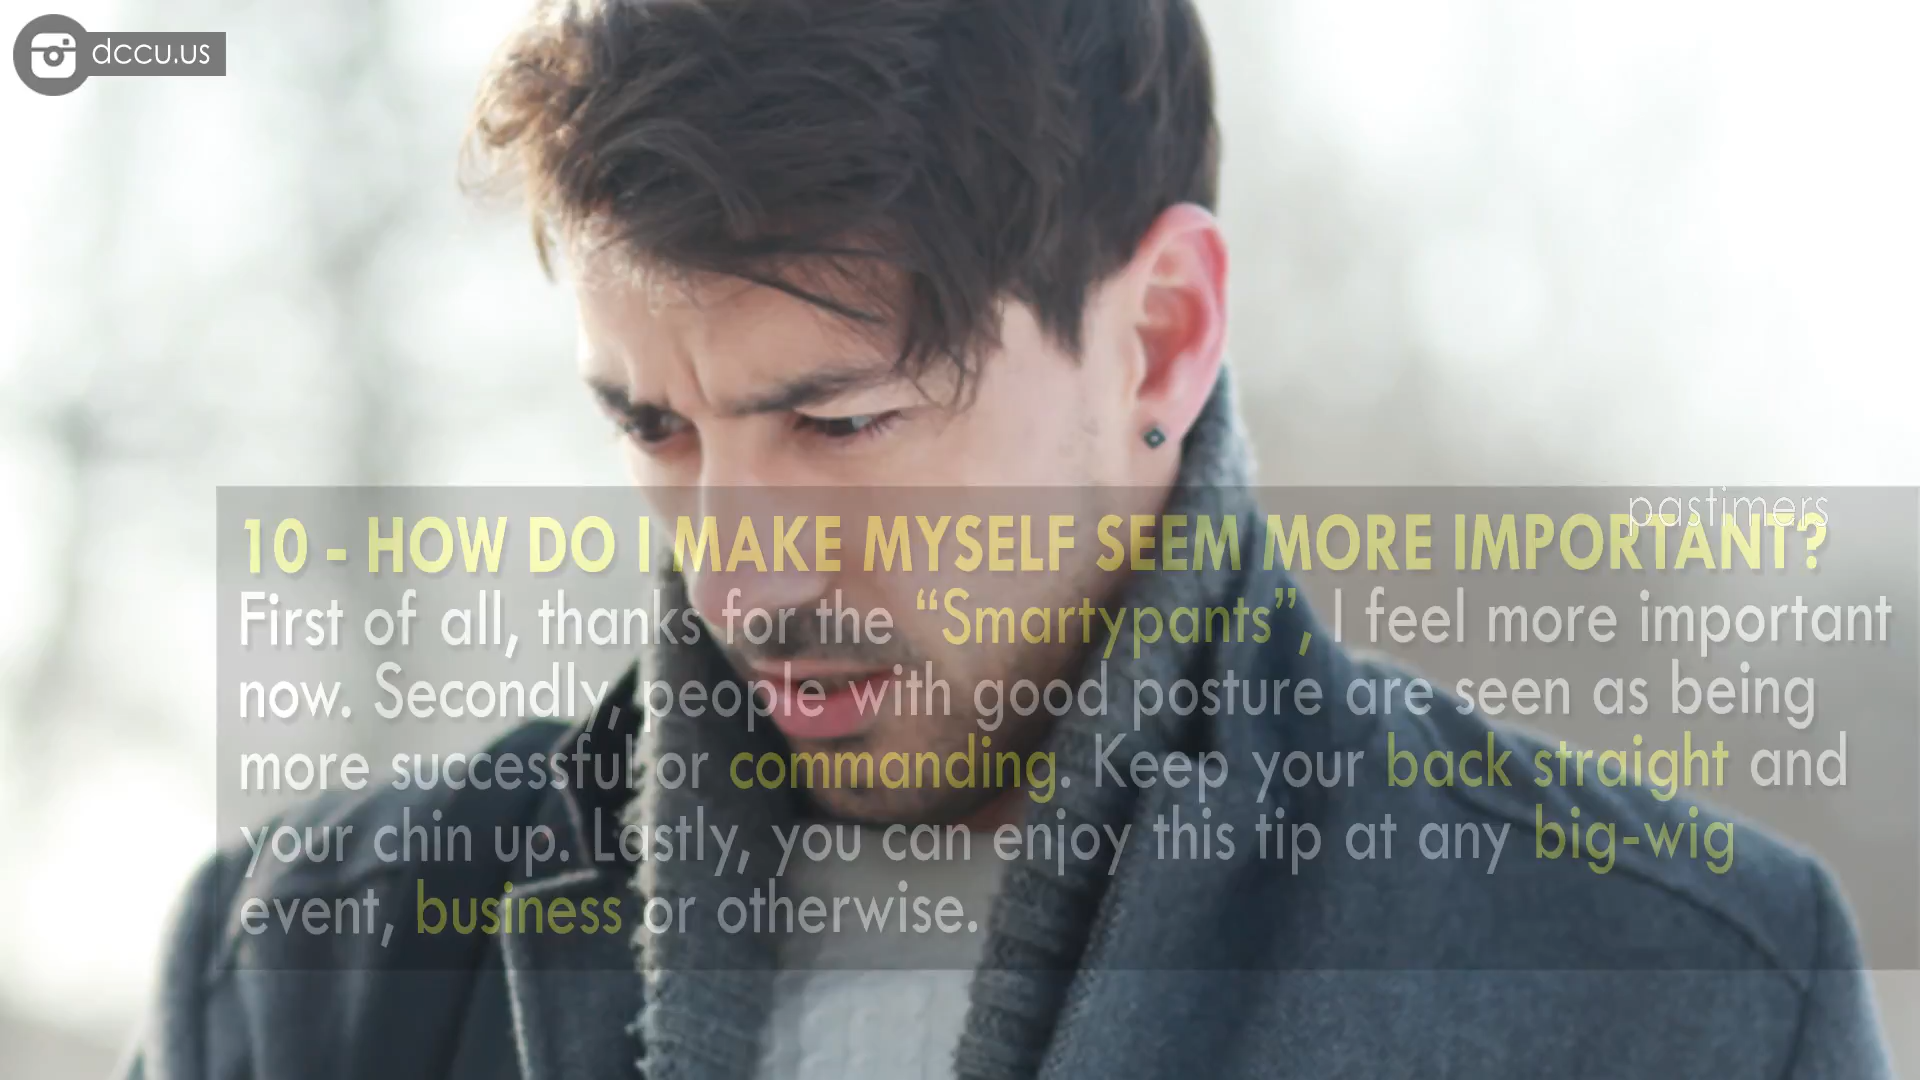 dccu.us
pastimers
10 - HOW DO I MAKE MYSELF SEEM MORE IMPORTANT?
First of all, thanks for the “Smartypants”, I feel more important
now. Secondly, people with good posture are seen as being
more successful or commanding. Keep your back straight and
your chin up. Lastly, you can enjoy this tip at any big-wig
event, business or otherwise.